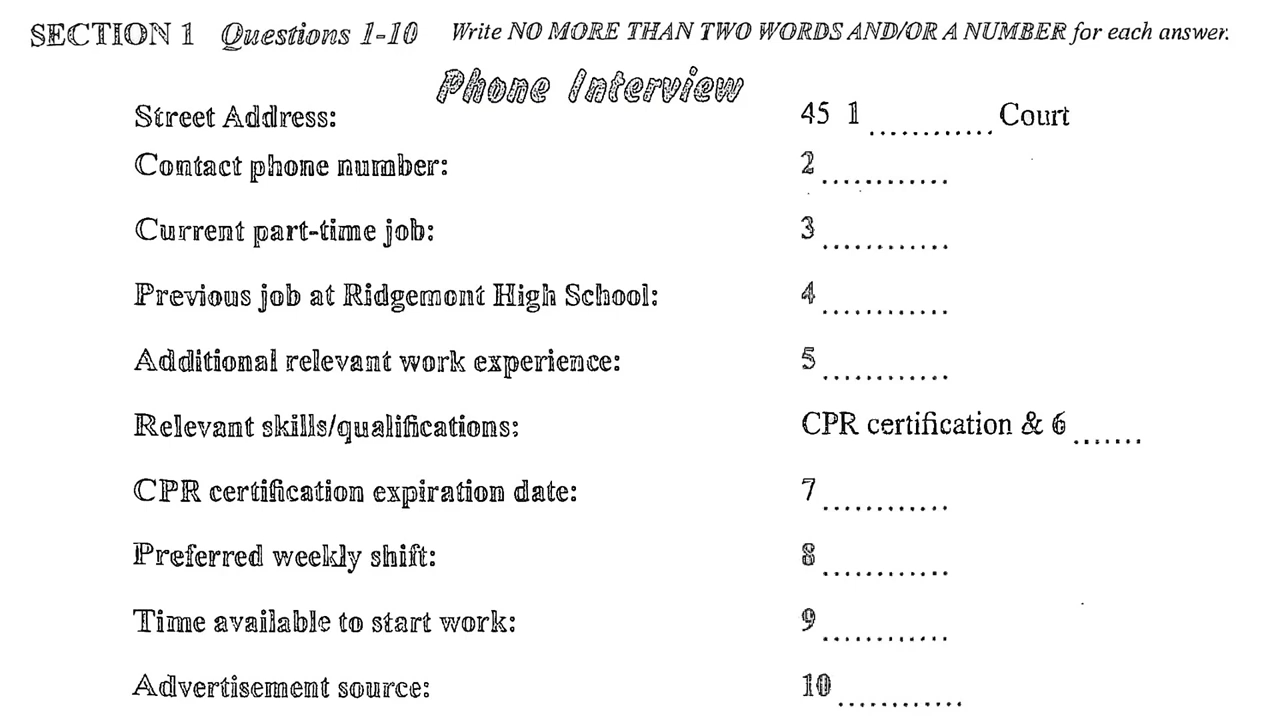 SECTION 1 Questions 1-10 Write NO MORE THAN TWO WORDS AND/OR A NUMBER for each answer.
Phone Interview
Street Address: 45 1 ............ Court
Contact phone number: 2 ............
Current part-time job: 3 ............
Previous job at Ridgemont High School: 4 ............
Additional relevant work experience: 5 ............
Relevant skills/qualifications: CPR certification & 6 .......
CPR certification expiration date: 7 ............
Preferred weekly shift: 8 ............
Time available to start work: 9 ............
Advertisement source: 10 ............